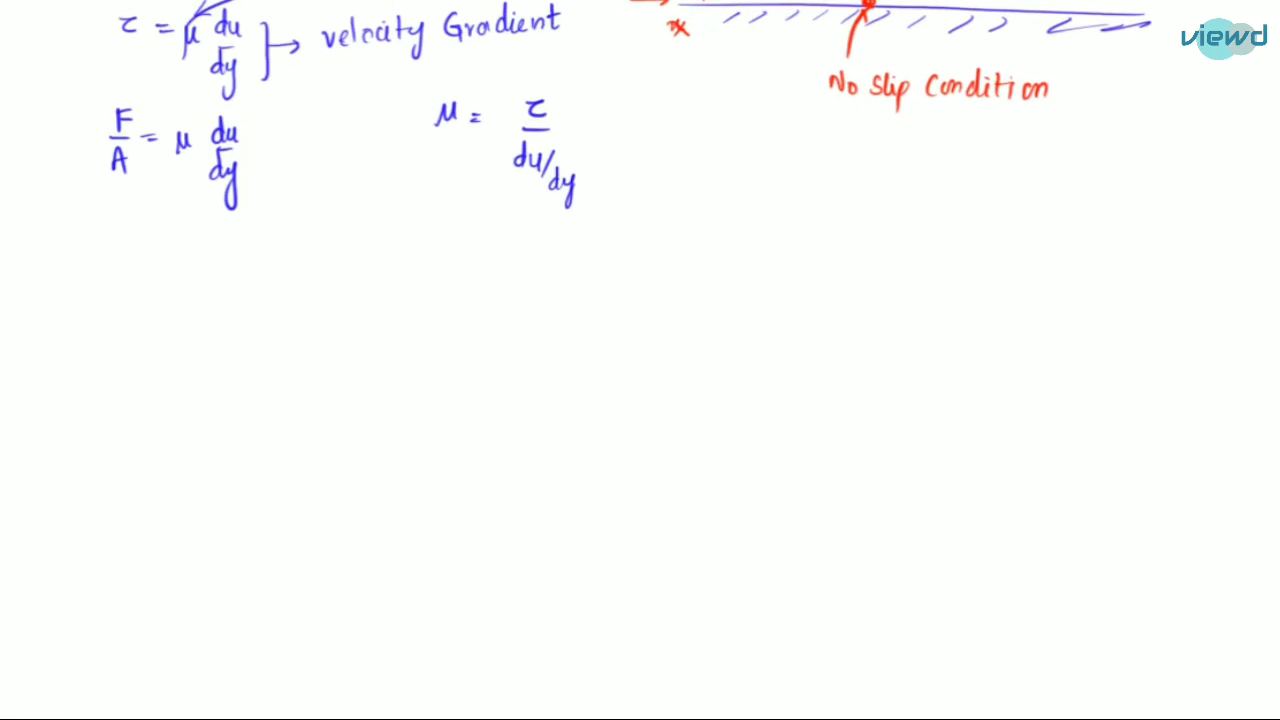 τ = μ du/dy } → velocity Gradient
F/A = μ du/dy
μ = τ / du/dy
x
No slip Condition
viewd